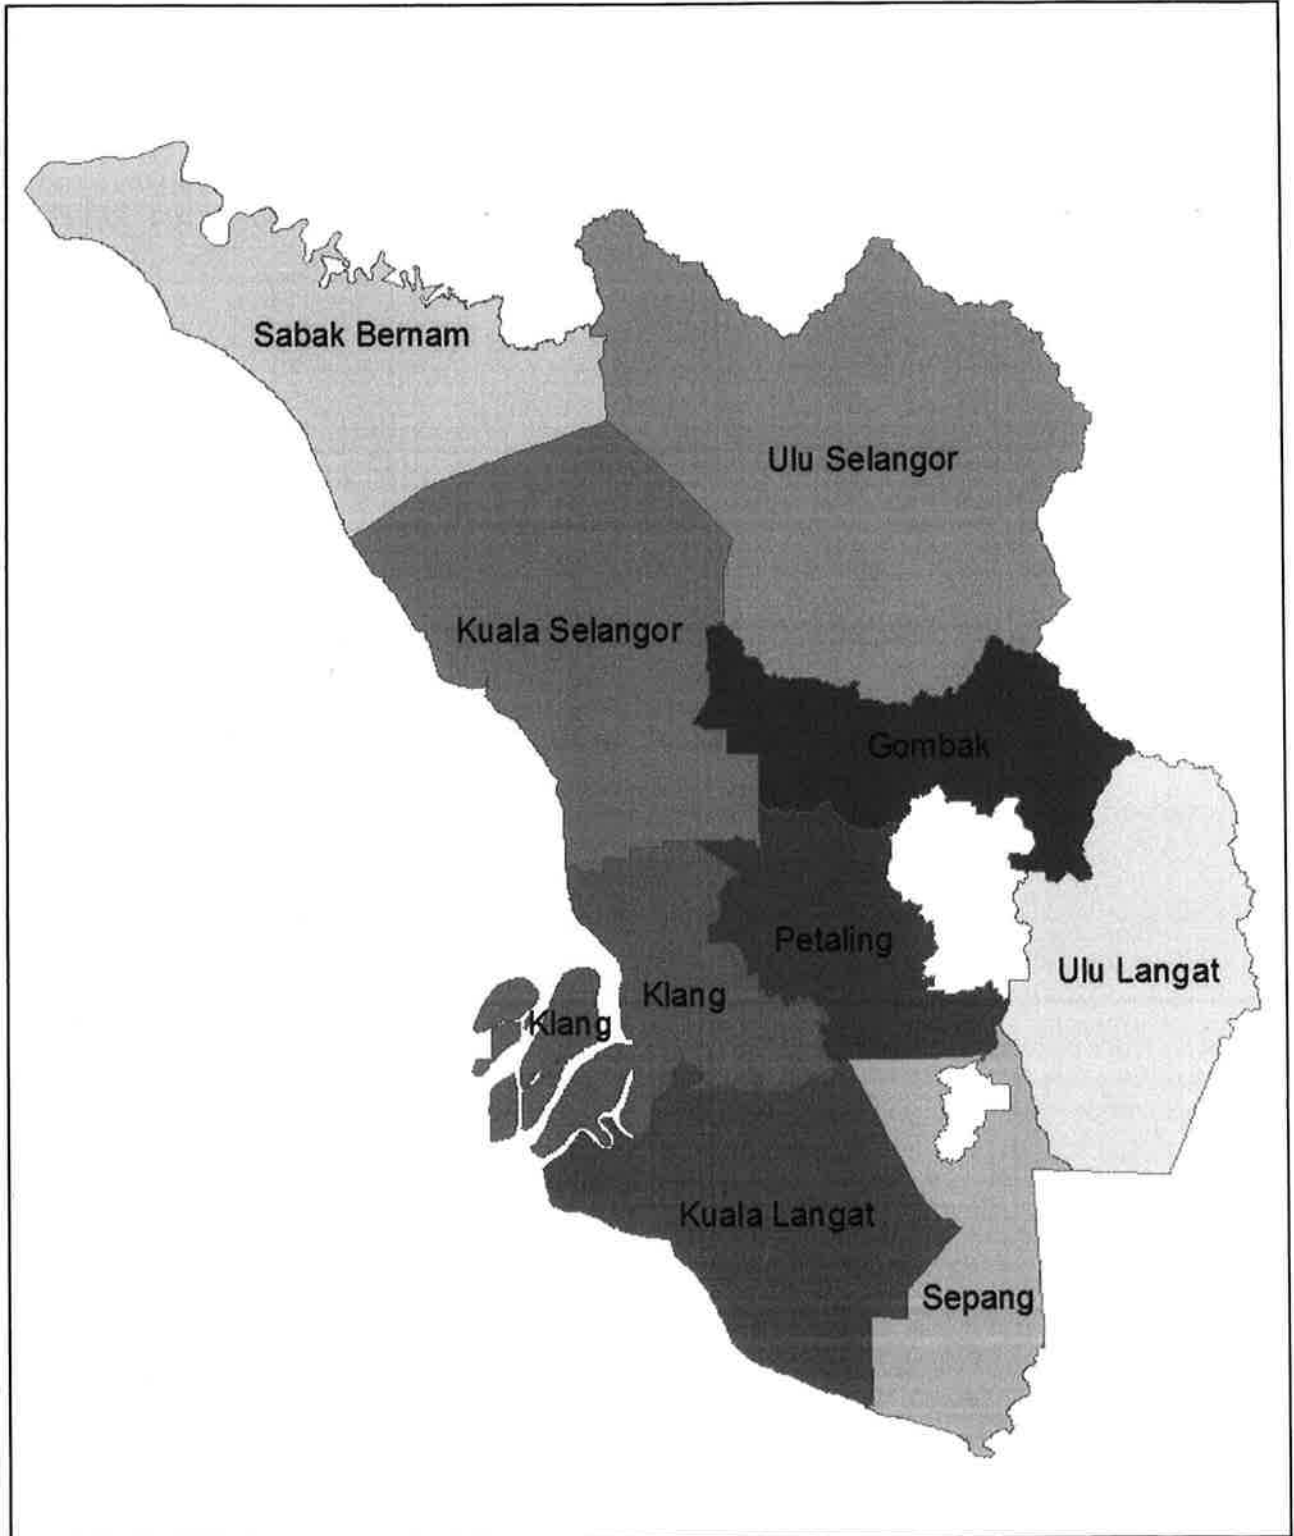 Sabak Bernam
Ulu Selangor
Kuala Selangor
Gombak
Petaling
Ulu Langat
Klang
Klang
Kuala Langat
Sepang